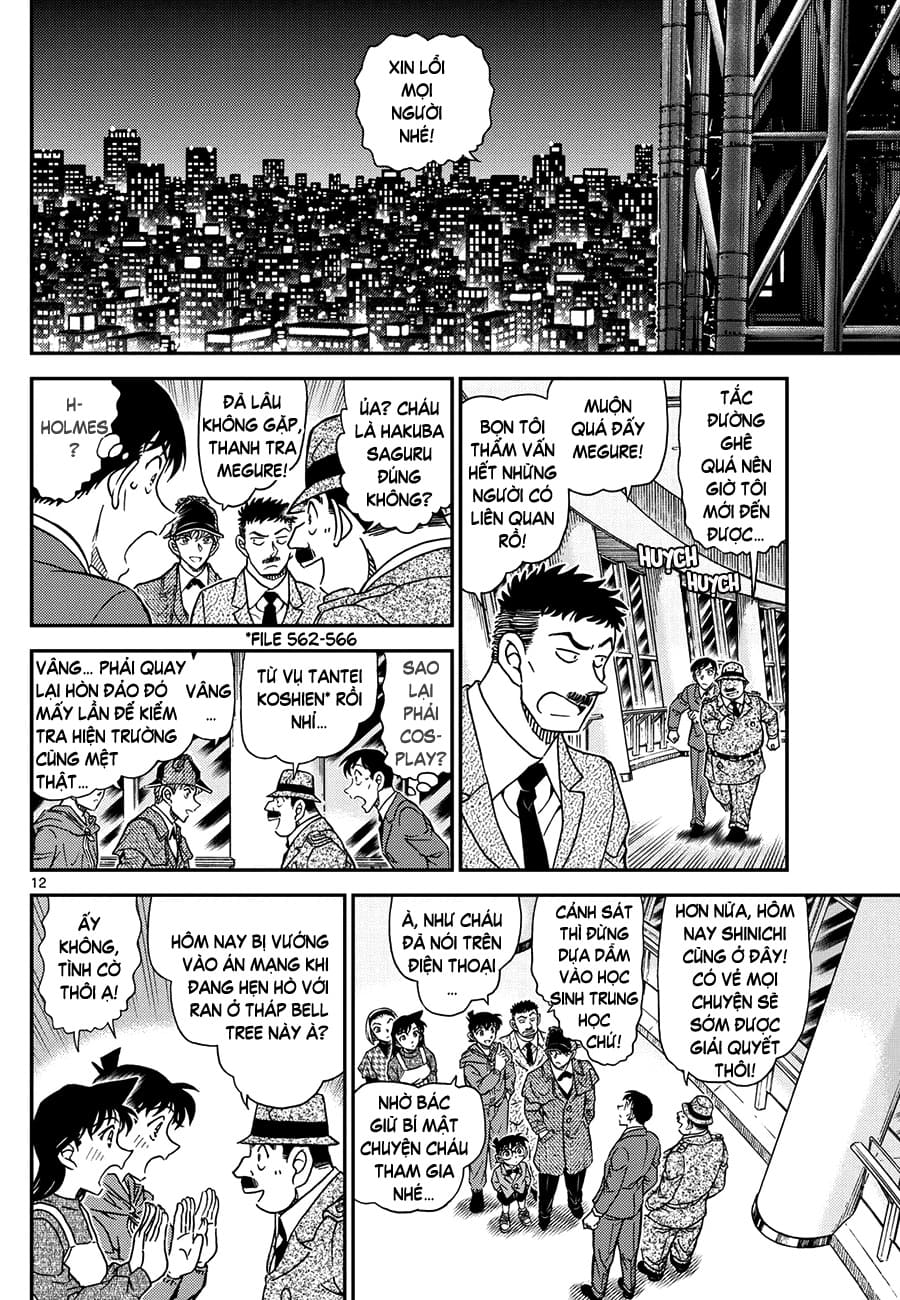 XIN LỔI
MỌI
NGƯỜI
NHÉ!
TẮC
ĐƯỜNG
GHÊ
QUÁ NÊN
GIỜ TÔI
MỚI ĐẾN
ĐƯỢC...
MUỘN
QUÁ ĐẤY
MEGURE!
BỌN TÔI
THẨM VẤN
HẾT NHỮNG
NGƯỜI CÓ
LIÊN QUAN
RỒ!
HUỴCH
HUỴCH
ỦA? CHÁU
LÀ HAKUBA
SAGURU
ĐÚNG
KHÔNG?
ĐÃ LÂU
KHÔNG GẶP,
THANH TRA
MEGURE!
H-
HOLMES
?
*FILE 562-566
SAO
LẠI
PHẢI
COS-
PLAY?
TỪ VỤ TANTEI
KOSHIEN* RỒI
NHỈ...
VÂNG
...
VÂNG... PHẢI QUAY
LẠI HÒN ĐẢO ĐÓ
MẤY LẦN ĐỂ KIỂM
TRA HIỆN TRƯỜNG
CŨNG MỆT
THẬT...
12
HƠN NỮA, HÔM
NAY SHINICHI
CŨNG Ở ĐÂY!
CÓ VẺ MỌI
CHUYỆN SẼ
SỚM ĐƯỢC
GIẢI QUYẾT
THÔI!
CẢNH SÁT
THÌ ĐỪNG
DỰA DẪM
VÀO HỌC
SINH TRUNG
HỌC
CHỨ!
À, NHƯ CHÁU
ĐÃ NÓI TRÊN
ĐIỆN THOẠI
...
NHỜ BÁC
GIỮ BÍ MẬT
CHUYỆN CHÁU
THAM GIA
NHÉ...
HÔM NAY BỊ VƯỚNG
VÀO ÁN MẠNG KHI
ĐANG HẸN HÒ VỚI
RAN Ở THÁP BELL
TREE NÀY À?
ẤY
KHÔNG,
TÌNH CỜ
THÔI Ạ!